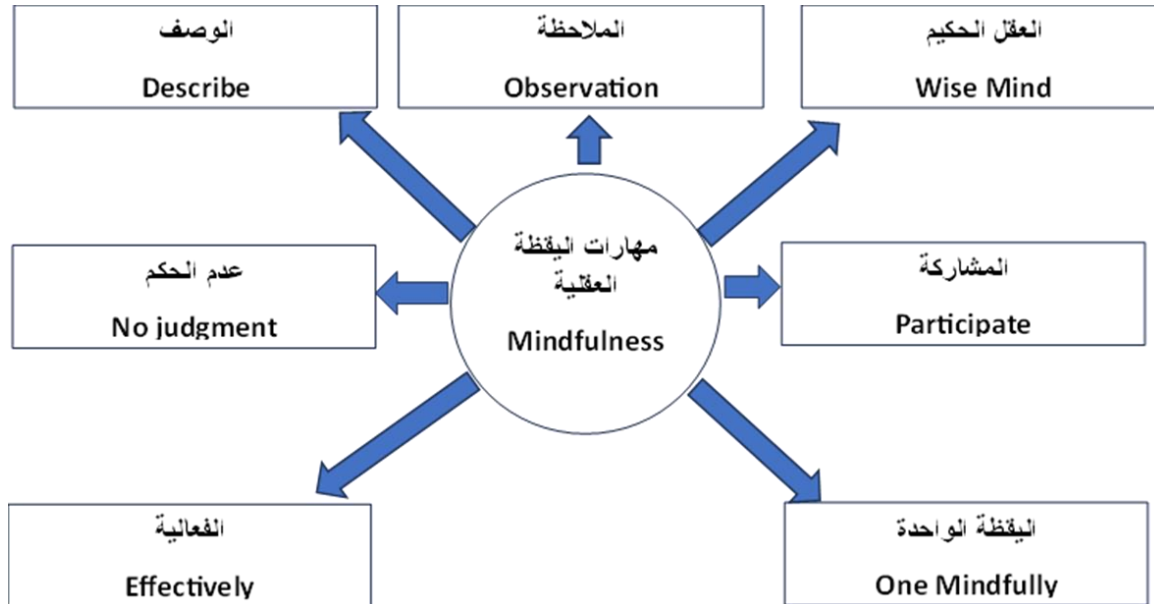 الوصف
Describe
الملاحظة
Observation
العقل الحكيم
Wise Mind
مهارات اليقظة
العقلية
Mindfulness
عدم الحكم
No judgment
المشاركة
Participate
الفعالية
Effectively
اليقظة الواحدة
One Mindfully